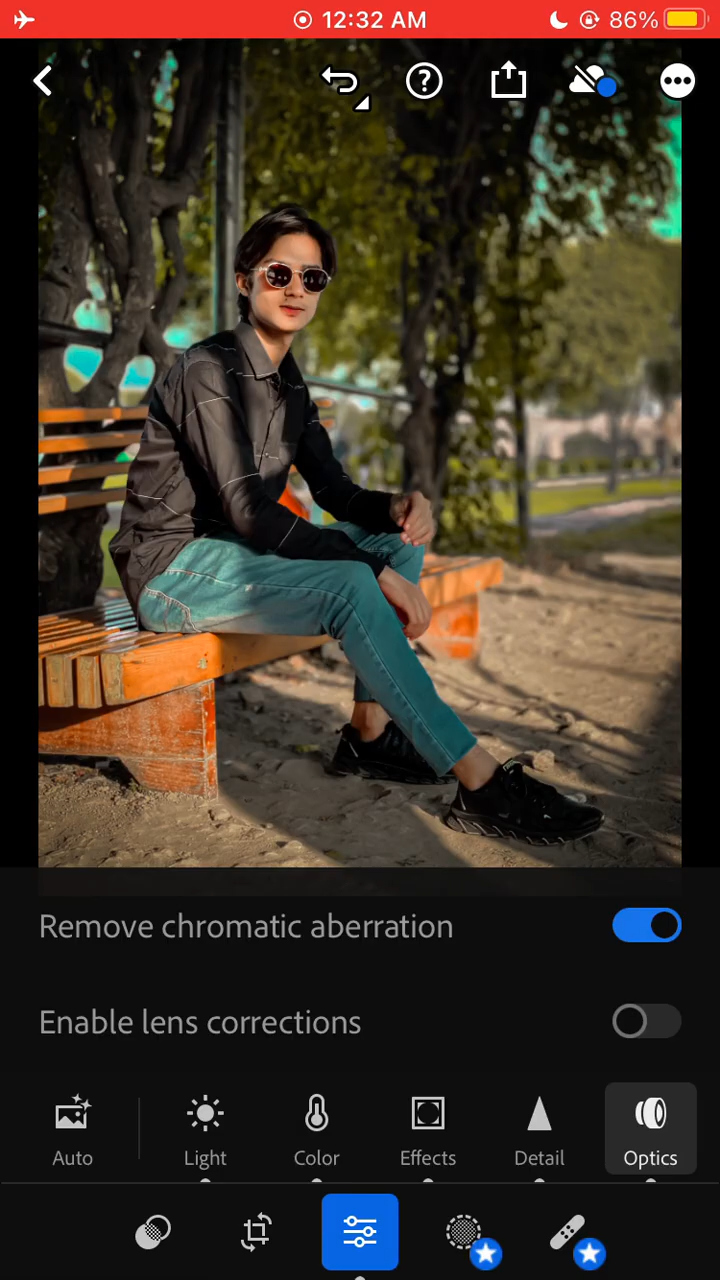 12:32 AM
86%
Remove chromatic aberration
Enable lens corrections
Auto
Light
Color
Effects
Detail
Optics